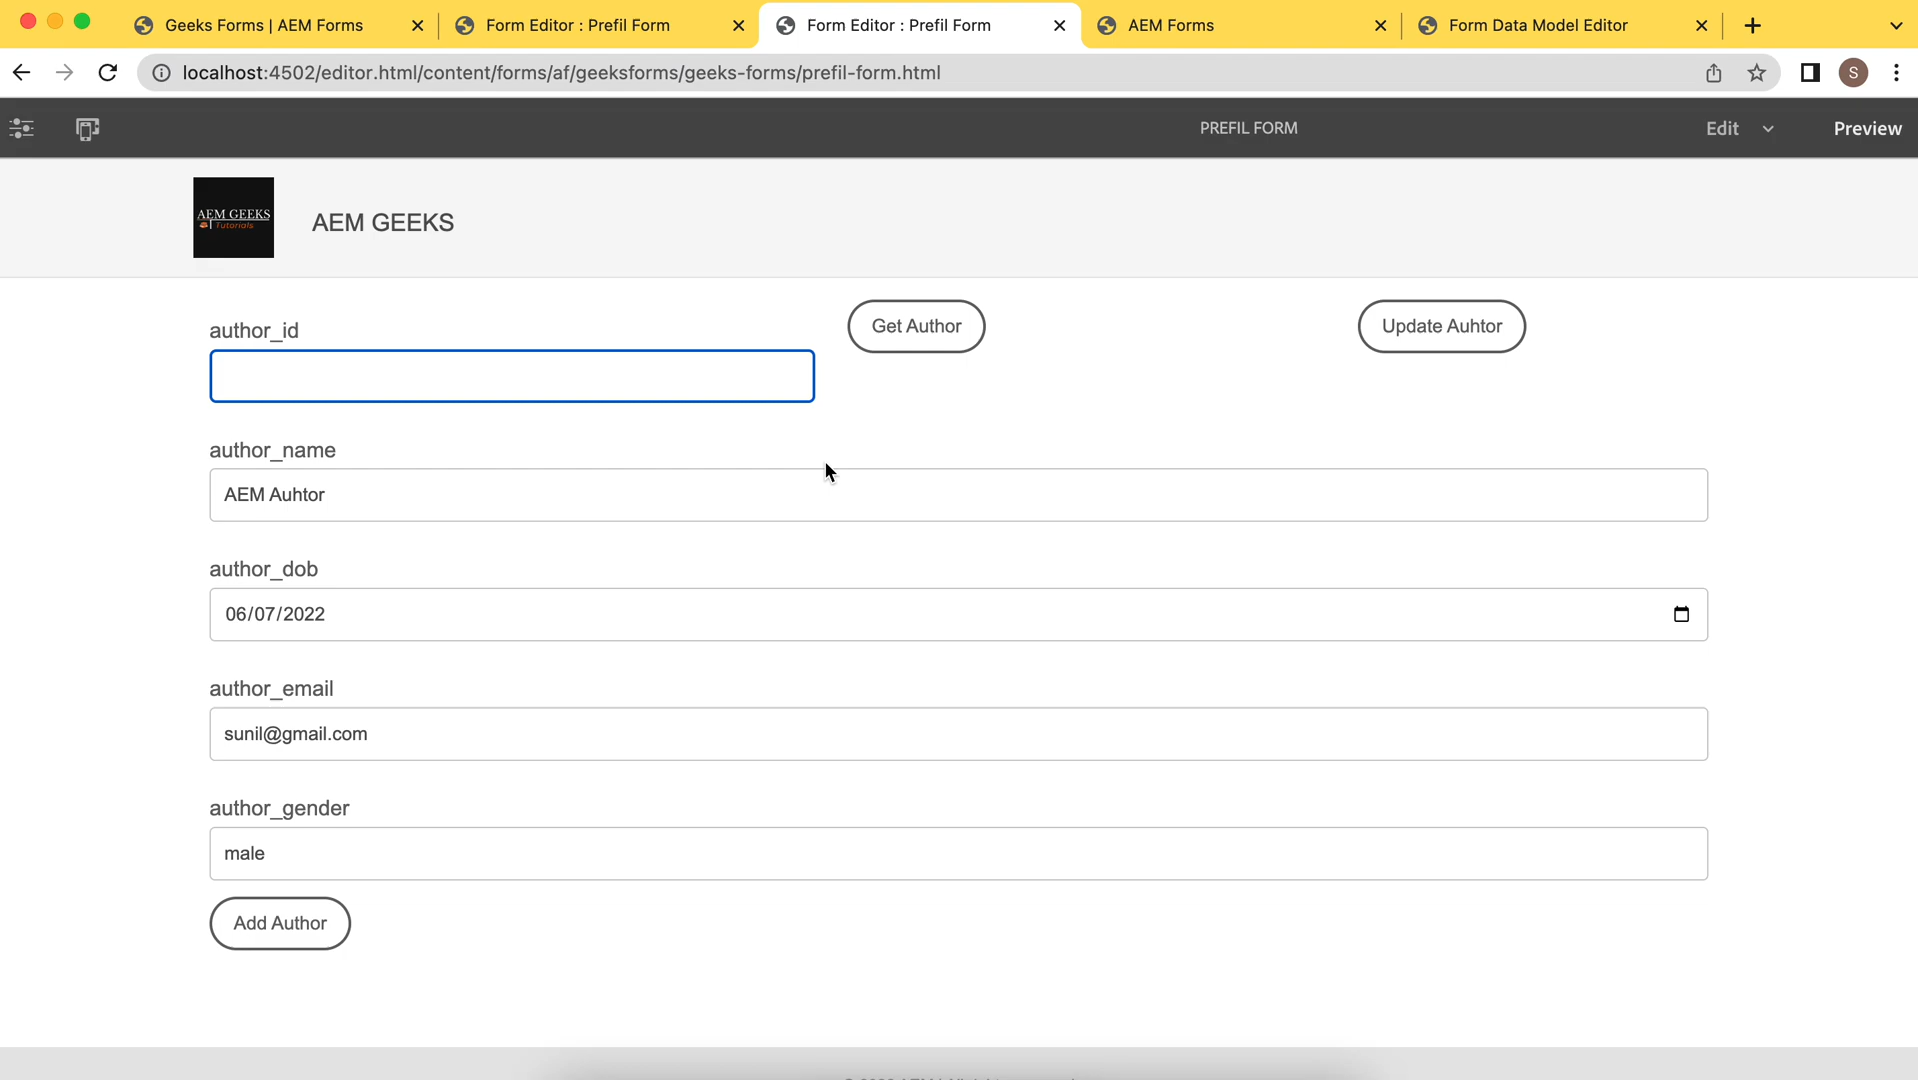 Geeks Forms | AEM Forms
Form Editor : Prefil Form
Form Editor : Prefil Form
AEM Forms
Form Data Model Editor
localhost:4502/editor.html/content/forms/af/geeksforms/geeks-forms/prefil-form.html
S
PREFIL FORM
Edit
Preview
AEM GEEKS
Tutorials
AEM GEEKS
Get Author
Update Auhtor
author_id
author_name
AEM Auhtor
author_dob
06/07/2022
author_email
sunil@gmail.com
author_gender
male
Add Author